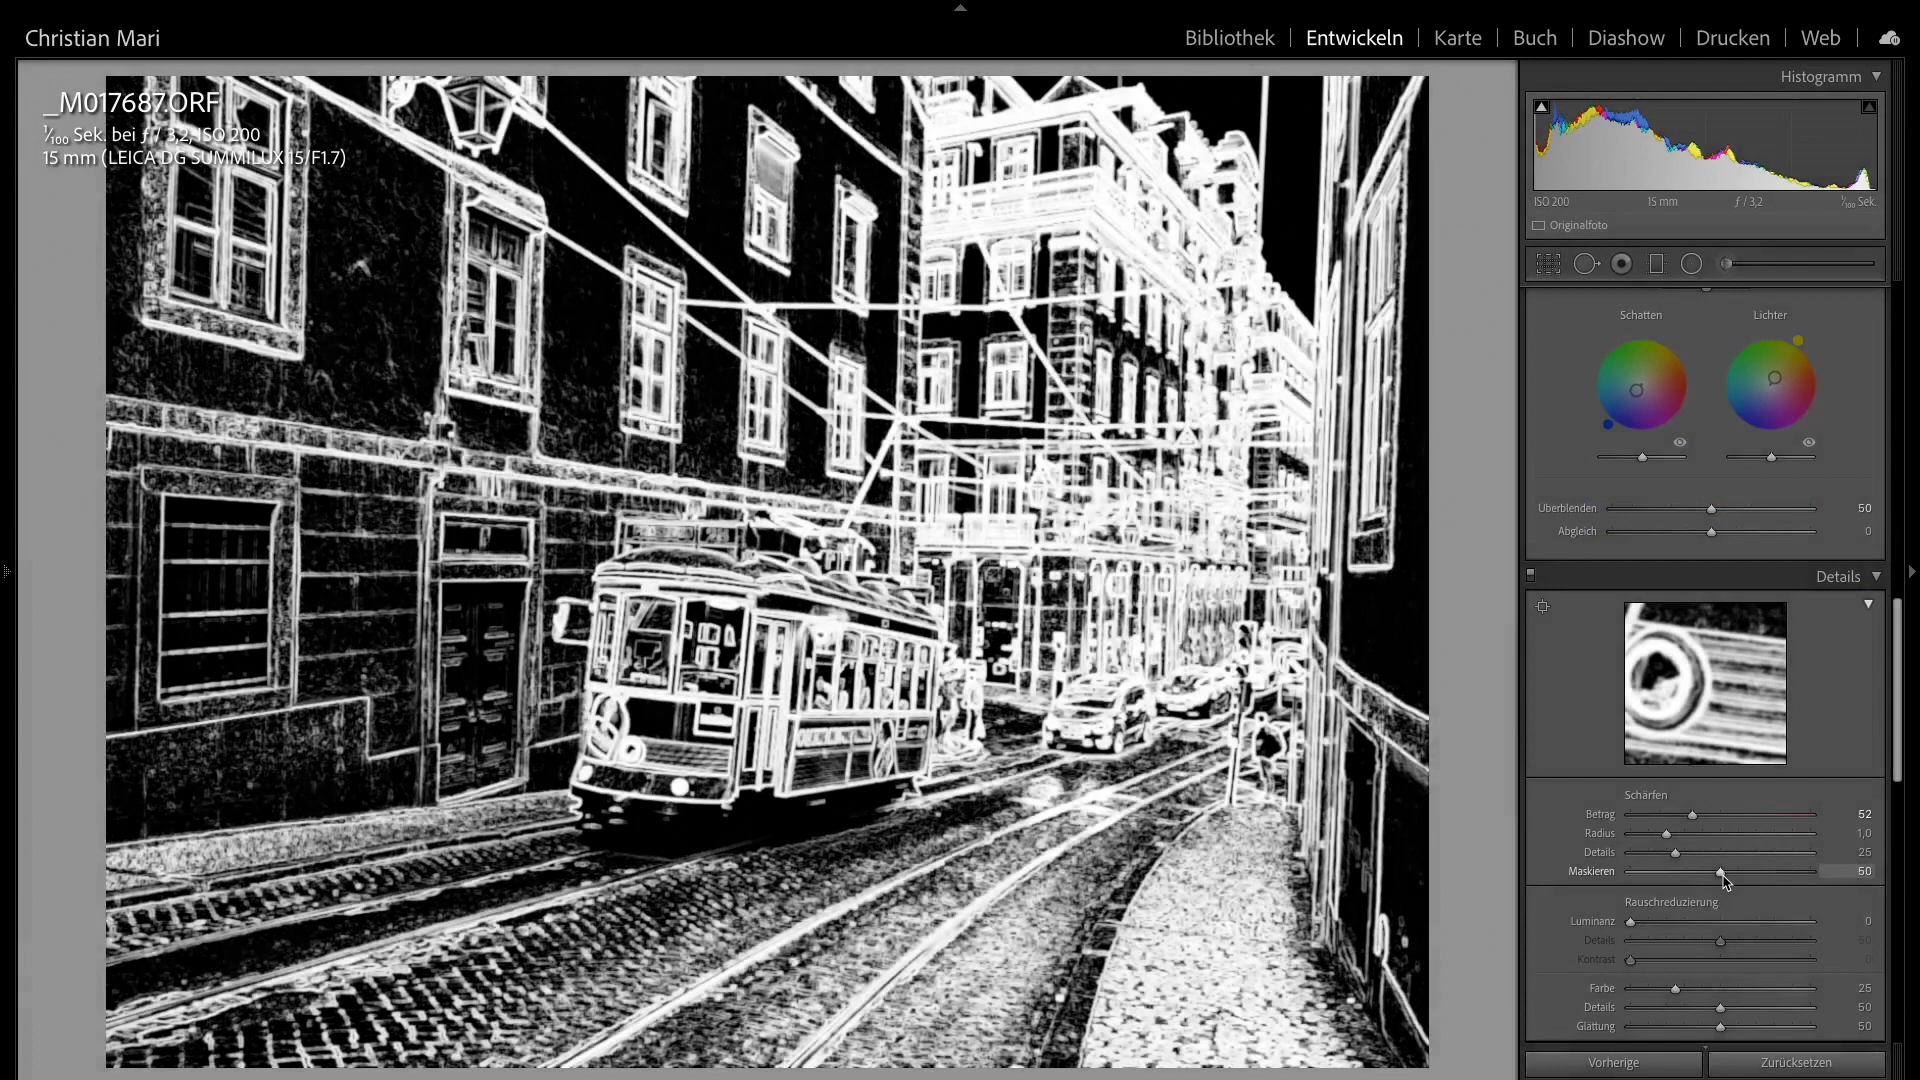 Christian Mari
Bibliothek | Entwickeln | Karte | Buch | Diashow | Drucken | Web |
_M017687.ORF
1/100 Sek. bei ƒ / 3,2, ISO 200
15 mm (LEICA DG SUMMILUX 15/F1.7)
Histogramm
ISO 200 15 mm ƒ / 3,2 1/100 Sek.
Originalfoto
Schatten Lichter
Überblenden 50
Abgleich 0
Details
Schärfen
Betrag 52
Radius 1,0
Details 25
Maskieren 50
Rauschreduzierung
Luminanz 0
Details 50
Kontrast 0
Farbe 25
Details 50
Glättung 50
Vorherige Zurücksetzen